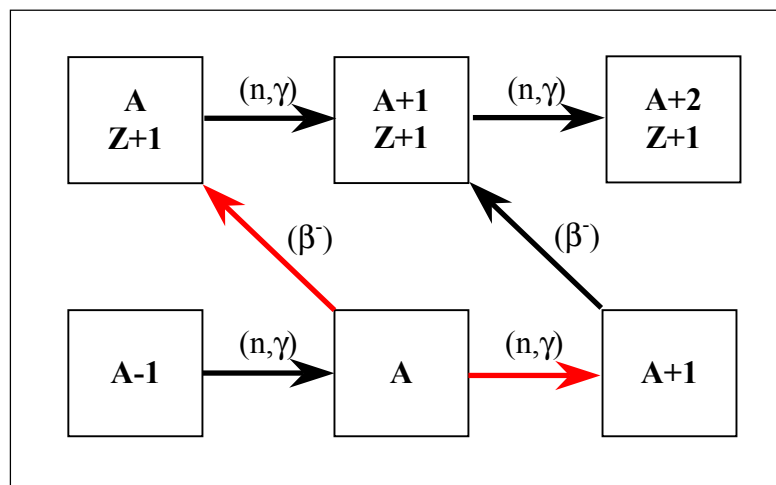 (n,γ) (n,γ)
A A+1 A+2
Z+1 Z+1 Z+1
(β⁻) (β⁻)
(n,γ) (n,γ)
A-1 A A+1